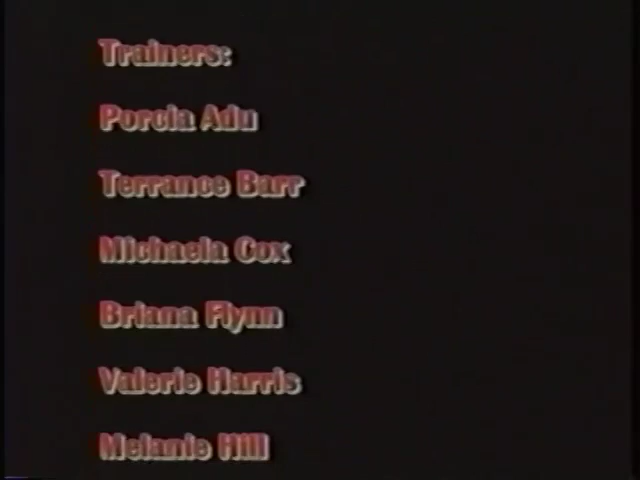 Trainers:
Porcia Adu
Terrance Barr
Michaela Cox
Briana Flynn
Valerie Harris
Melanie Hill